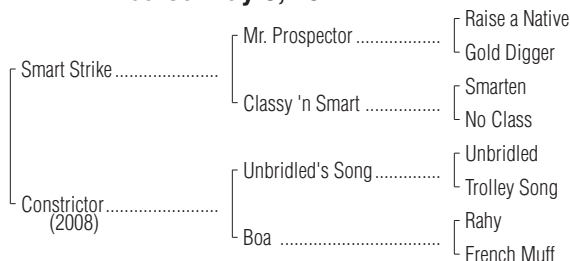 Raise a Native
Mr. Prospector ..................
Gold Digger
Smart Strike ......................
Smarten
Classy 'n Smart ................
No Class
Unbridled
Unbridled's Song ..............
Trolley Song
Constrictor ........................
(2008)
Rahy
Boa ..................................
French Muff